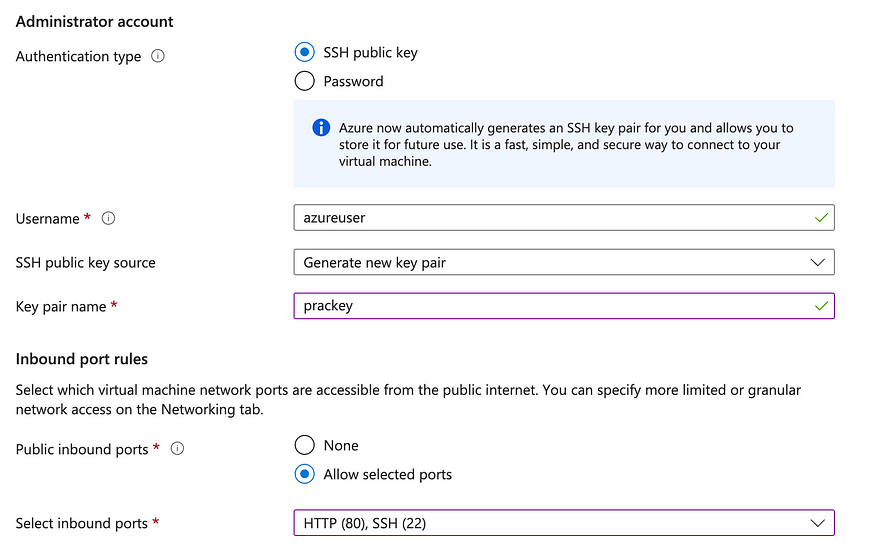 Administrator account
Authentication type
SSH public key
Password
Azure now automatically generates an SSH key pair for you and allows you to
store it for future use. It is a fast, simple, and secure way to connect to your
virtual machine.
Username *
azureuser
SSH public key source
Generate new key pair
Key pair name *
prackey
Inbound port rules
Select which virtual machine network ports are accessible from the public internet. You can specify more limited or granular
network access on the Networking tab.
Public inbound ports *
None
Allow selected ports
Select inbound ports *
HTTP (80), SSH (22)